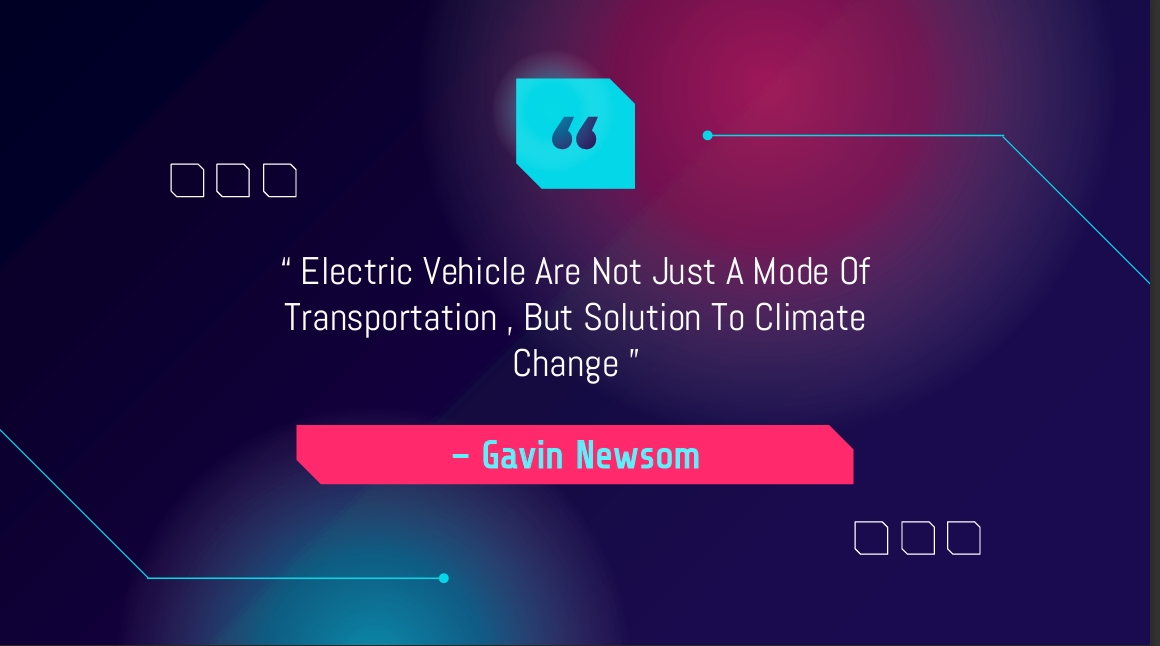 “
“ Electric Vehicle Are Not Just A Mode Of
Transportation , But Solution To Climate
Change ”
– Gavin Newsom